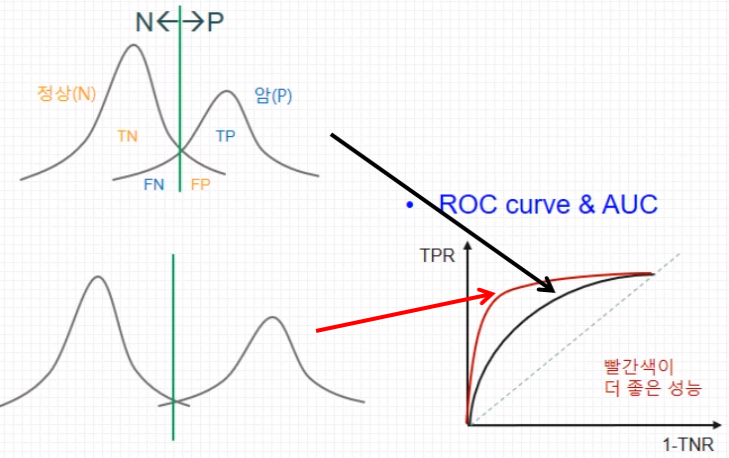 N P
정상(N)
암(P)
TN
TP
FN
FP
• ROC curve & AUC
TPR
빨간색이
더 좋은 성능
1-TNR